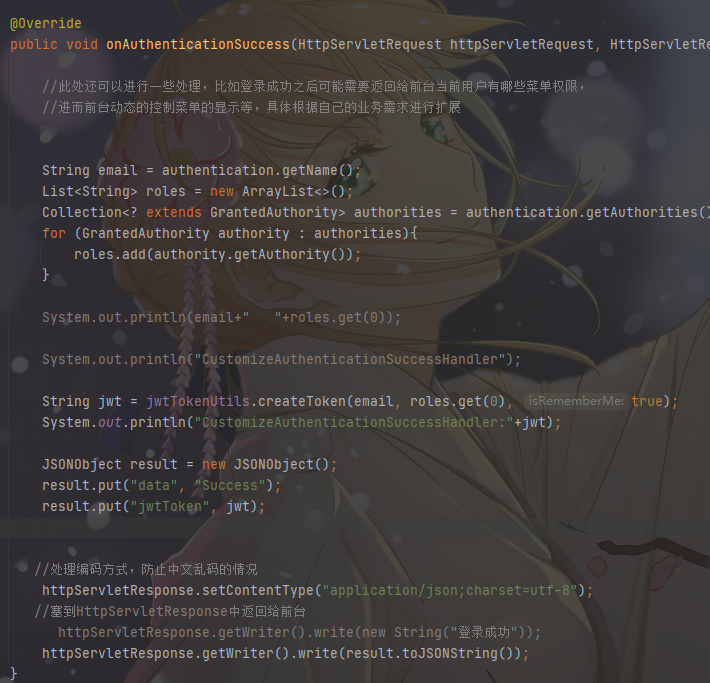 @Override
public void onAuthenticationSuccess(HttpServletRequest httpServletRequest, HttpServletRe
//此处还可以进行一些处理，比如登录成功之后可能需要返回给前台当前用户有哪些菜单权限，
//进而前台动态的控制菜单的显示等，具体根据自己的业务需求进行扩展
String email = authentication.getName();
List<String> roles = new ArrayList<>();
Collection<? extends GrantedAuthority> authorities = authentication.getAuthorities()
for (GrantedAuthority authority : authorities){
roles.add(authority.getAuthority());
}
System.out.println(email+"   "+roles.get(0));
System.out.println("CustomizeAuthenticationSuccessHandler");
String jwt = jwtTokenUtils.createToken(email, roles.get(0), isRememberMe: true);
System.out.println("CustomizeAuthenticationSuccessHandler:"+jwt);
JSONObject result = new JSONObject();
result.put("data", "Success");
result.put("jwtToken", jwt);
//处理编码方式，防止中文乱码的情况
httpServletResponse.setContentType("application/json;charset=utf-8");
//塞到HttpServletResponse中返回给前台
httpServletResponse.getWriter().write(new String("登录成功"));
httpServletResponse.getWriter().write(result.toJSONString());
}